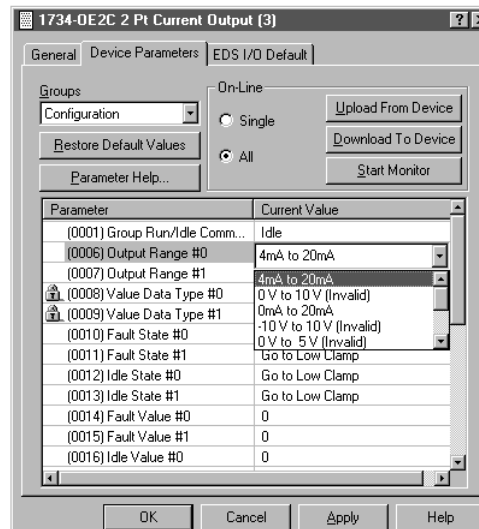 1734-OE2C 2 Pt Current Output (3)
General Device Parameters EDS I/O Default
Groups
Configuration
Restore Default Values
Parameter Help...
On-Line
Single
All
Upload From Device
Download To Device
Start Monitor
Parameter Current Value
(0001) Group Run/Idle Comm... Idle
(0006) Output Range #0 4mA to 20mA
(0007) Output Range #1 4mA to 20mA
(0008) Value Data Type #0 0 V to 10 V (Invalid)
0mA to 20mA
(0009) Value Data Type #1 -10 V to 10 V (Invalid)
(0010) Fault State #0 0 V to 5 V (Invalid)
(0011) Fault State #1 Go to Low Clamp
(0012) Idle State #0 Go to Low Clamp
(0013) Idle State #1 Go to Low Clamp
(0014) Fault Value #0 0
(0015) Fault Value #1 0
(0016) Idle Value #0 0
OK Cancel Apply Help